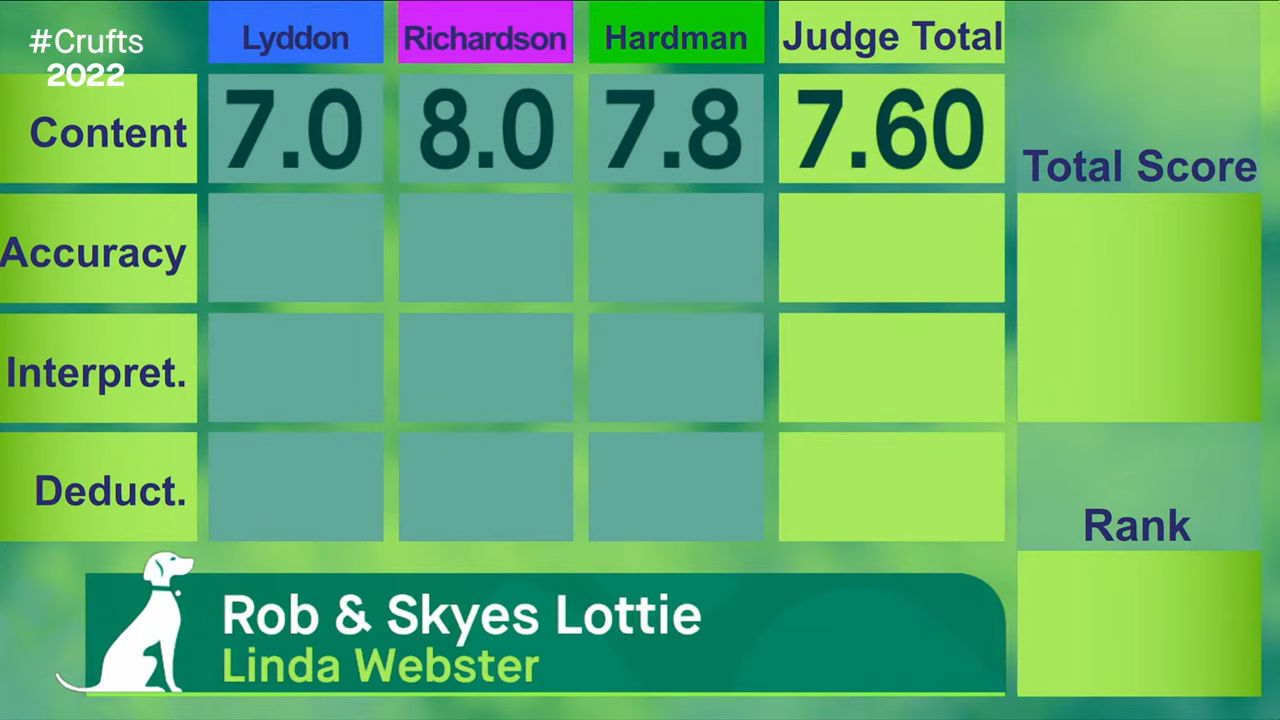 #Crufts
2022
Lyddon Richardson Hardman Judge Total
Content 7.0 8.0 7.8 7.60
Total Score
Accuracy
Interpret.
Deduct.
Rank
Rob & Skyes Lottie
Linda Webster